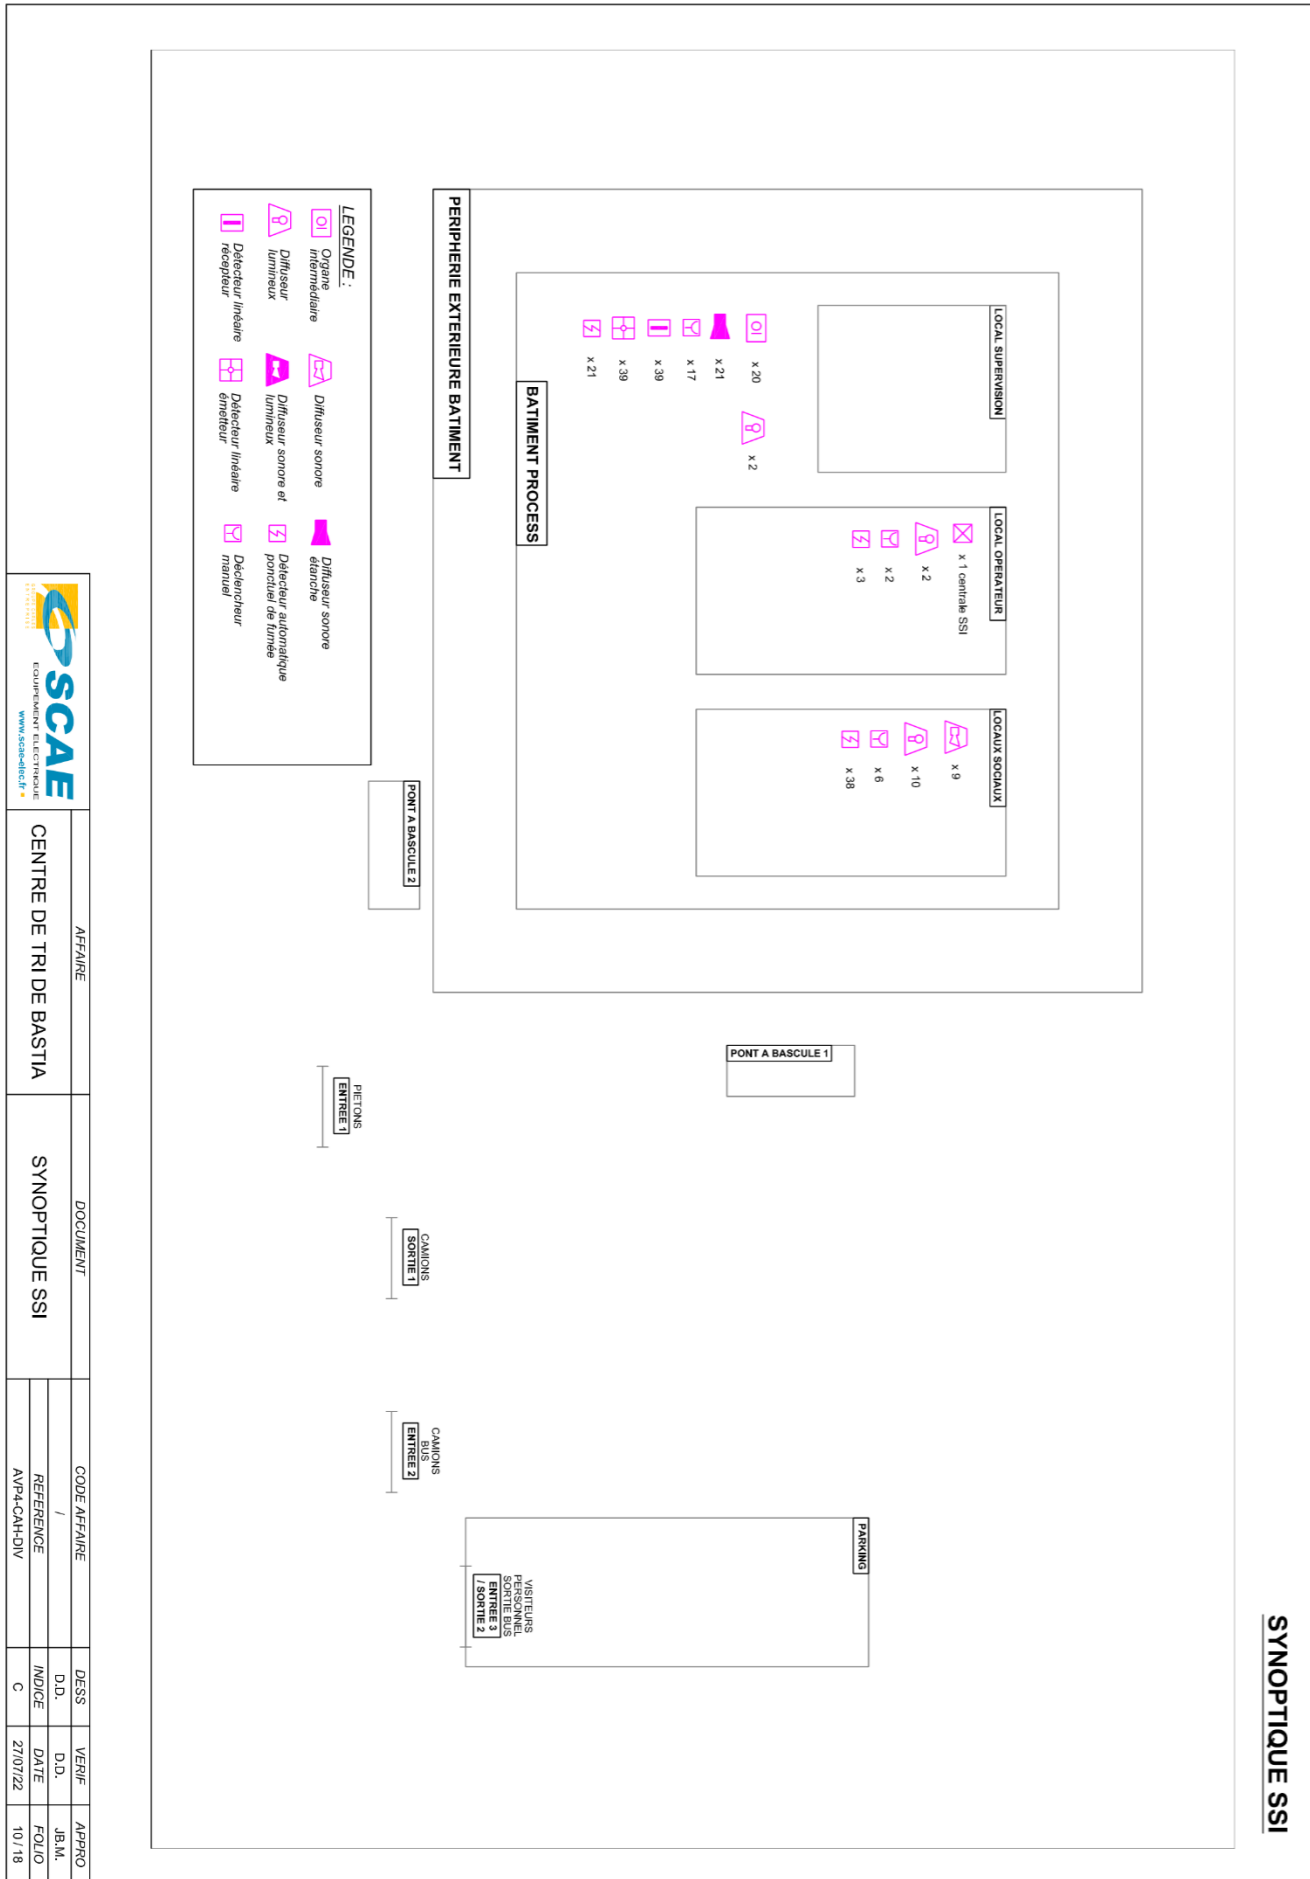 SYNOPTIQUE SSI
LOCAL SUPERVISION
LOCAL OPERATEUR
x 1 centrale SSI
x 2
x 2
x 3
LOCAUX SOCIAUX
x 9
x 10
x 6
x 38
OI
x 20
x 21
x 17
x 39
x 39
x 21
x 2
BATIMENT PROCESS
PERIPHERIE EXTERIEURE BATIMENT
PONT A BASCULE 1
PONT A BASCULE 2
PARKING
VISITEURS
PERSONNEL
SORTIE BUS
ENTREE 3
/ SORTIE 2
CAMIONS
BUS
ENTREE 2
CAMIONS
SORTIE 1
PIETONS
ENTREE 1
LEGENDE :
OI
Organe
intermédiaire
Diffuseur sonore
Diffuseur sonore
étanche
Diffuseur
lumineux
Diffuseur sonore et
lumineux
Détecteur automatique
ponctuel de fumée
Détecteur linéaire
récepteur
Détecteur linéaire
émetteur
Déclencheur
manuel
SCAE
EQUIPEMENT ELECTRIQUE
www.scae-elec.fr
AFFAIRE
CENTRE DE TRI DE BASTIA
DOCUMENT
SYNOPTIQUE SSI
CODE AFFAIRE
/
REFERENCE
AVP4-CAH-DIV
DESS
VERIF
APPRO
D.D.
D.D.
JB.M.
INDICE
DATE
FOLIO
C
27/07/22
10 / 18